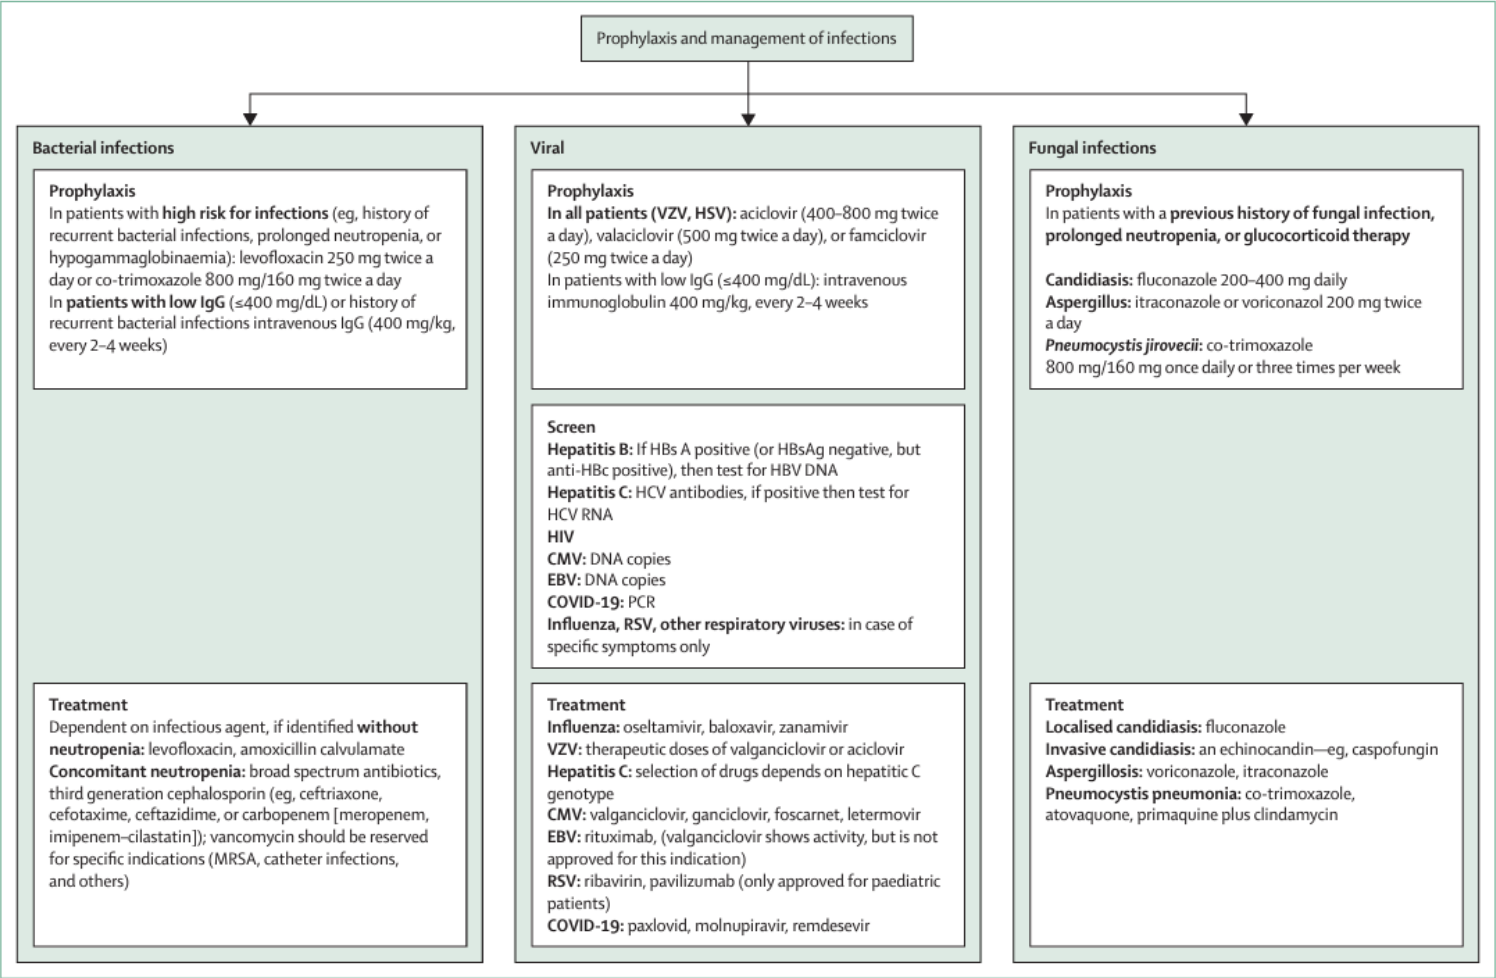 Prophylaxis and management of infections
Bacterial infections
Prophylaxis
In patients with high risk for infections (eg, history of
recurrent bacterial infections, prolonged neutropenia, or
hypogammaglobinaemia): levofloxacin 250 mg twice a
day or co-trimoxazole 800 mg/160 mg twice a day
In patients with low IgG (≤400 mg/dL) or history of
recurrent bacterial infections intravenous IgG (400 mg/kg,
every 2–4 weeks)
Treatment
Dependent on infectious agent, if identified without
neutropenia: levofloxacin, amoxicillin calvulamate
Concomitant neutropenia: broad spectrum antibiotics,
third generation cephalosporin (eg, ceftriaxone,
cefotaxime, ceftazidime, or carbopenem [meropenem,
imipenem–cilastatin]); vancomycin should be reserved
for specific indications (MRSA, catheter infections,
and others)
Viral
Prophylaxis
In all patients (VZV, HSV): aciclovir (400–800 mg twice
a day), valaciclovir (500 mg twice a day), or famciclovir
(250 mg twice a day)
In patients with low IgG (≤400 mg/dL): intravenous
immunoglobulin 400 mg/kg, every 2–4 weeks
Screen
Hepatitis B: If HBs A positive (or HBsAg negative, but
anti-HBc positive), then test for HBV DNA
Hepatitis C: HCV antibodies, if positive then test for
HCV RNA
HIV
CMV: DNA copies
EBV: DNA copies
COVID-19: PCR
Influenza, RSV, other respiratory viruses: in case of
specific symptoms only
Treatment
Influenza: oseltamivir, baloxavir, zanamivir
VZV: therapeutic doses of valganciclovir or aciclovir
Hepatitis C: selection of drugs depends on hepatitic C
genotype
CMV: valganciclovir, ganciclovir, foscarnet, letermovir
EBV: rituximab, (valganciclovir shows activity, but is not
approved for this indication)
RSV: ribavirin, pavilizumab (only approved for paediatric
patients)
COVID-19: paxlovid, molnupiravir, remdesevir
Fungal infections
Prophylaxis
In patients with a previous history of fungal infection,
prolonged neutropenia, or glucocorticoid therapy
Candidiasis: fluconazole 200–400 mg daily
Aspergillus: itraconazole or voriconazol 200 mg twice
a day
Pneumocystis jirovecii: co-trimoxazole
800 mg/160 mg once daily or three times per week
Treatment
Localised candidiasis: fluconazole
Invasive candidiasis: an echinocandin—eg, caspofungin
Aspergillosis: voriconazole, itraconazole
Pneumocystis pneumonia: co-trimoxazole,
atovaquone, primaquine plus clindamycin